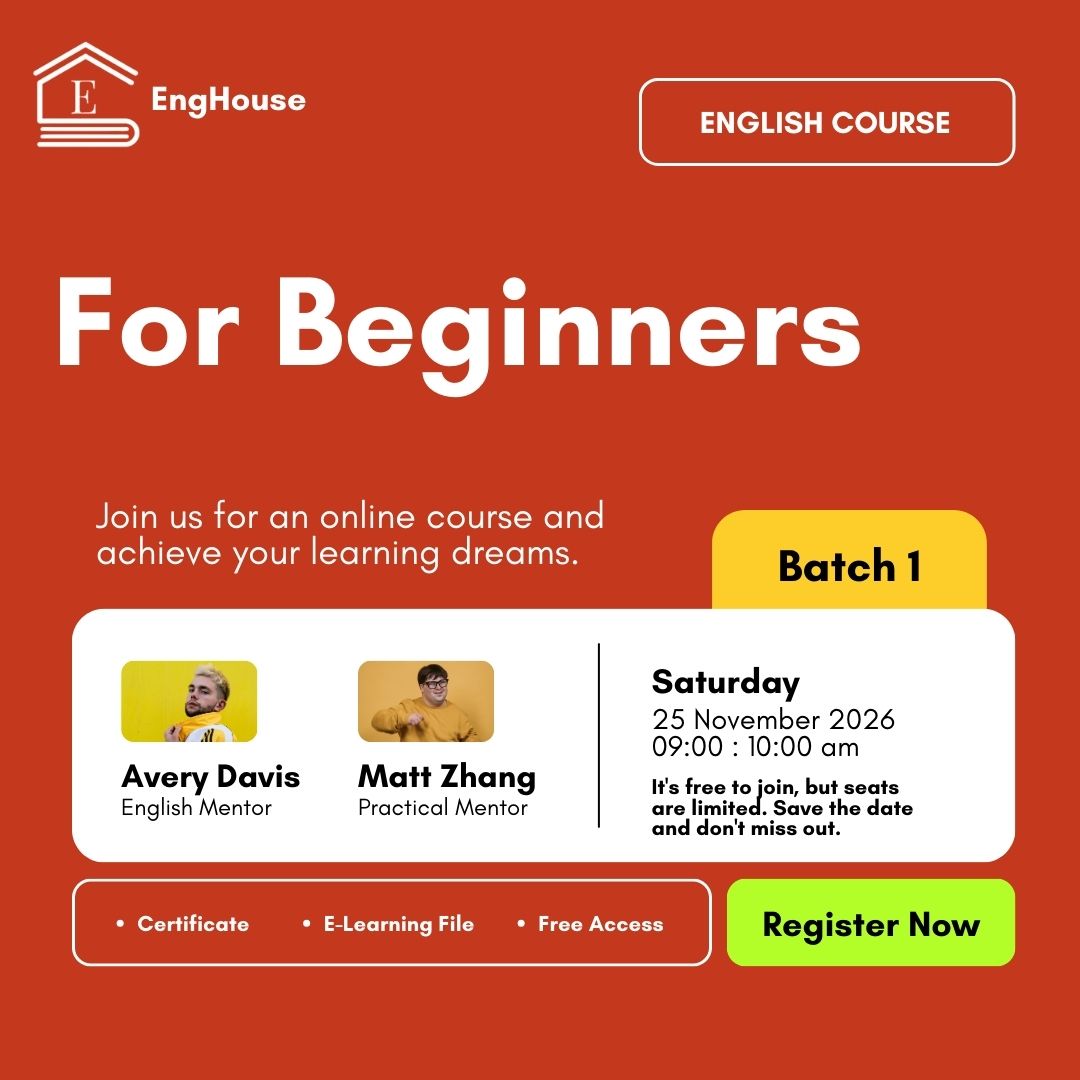 E
EngHouse
ENGLISH COURSE
For Beginners
Join us for an online course and
achieve your learning dreams.
Batch 1
Avery Davis
English Mentor
Matt Zhang
Practical Mentor
Saturday
25 November 2026
09:00 : 10:00 am
It's free to join, but seats
are limited. Save the date
and don't miss out.
• Certificate
• E-Learning File
• Free Access
Register Now